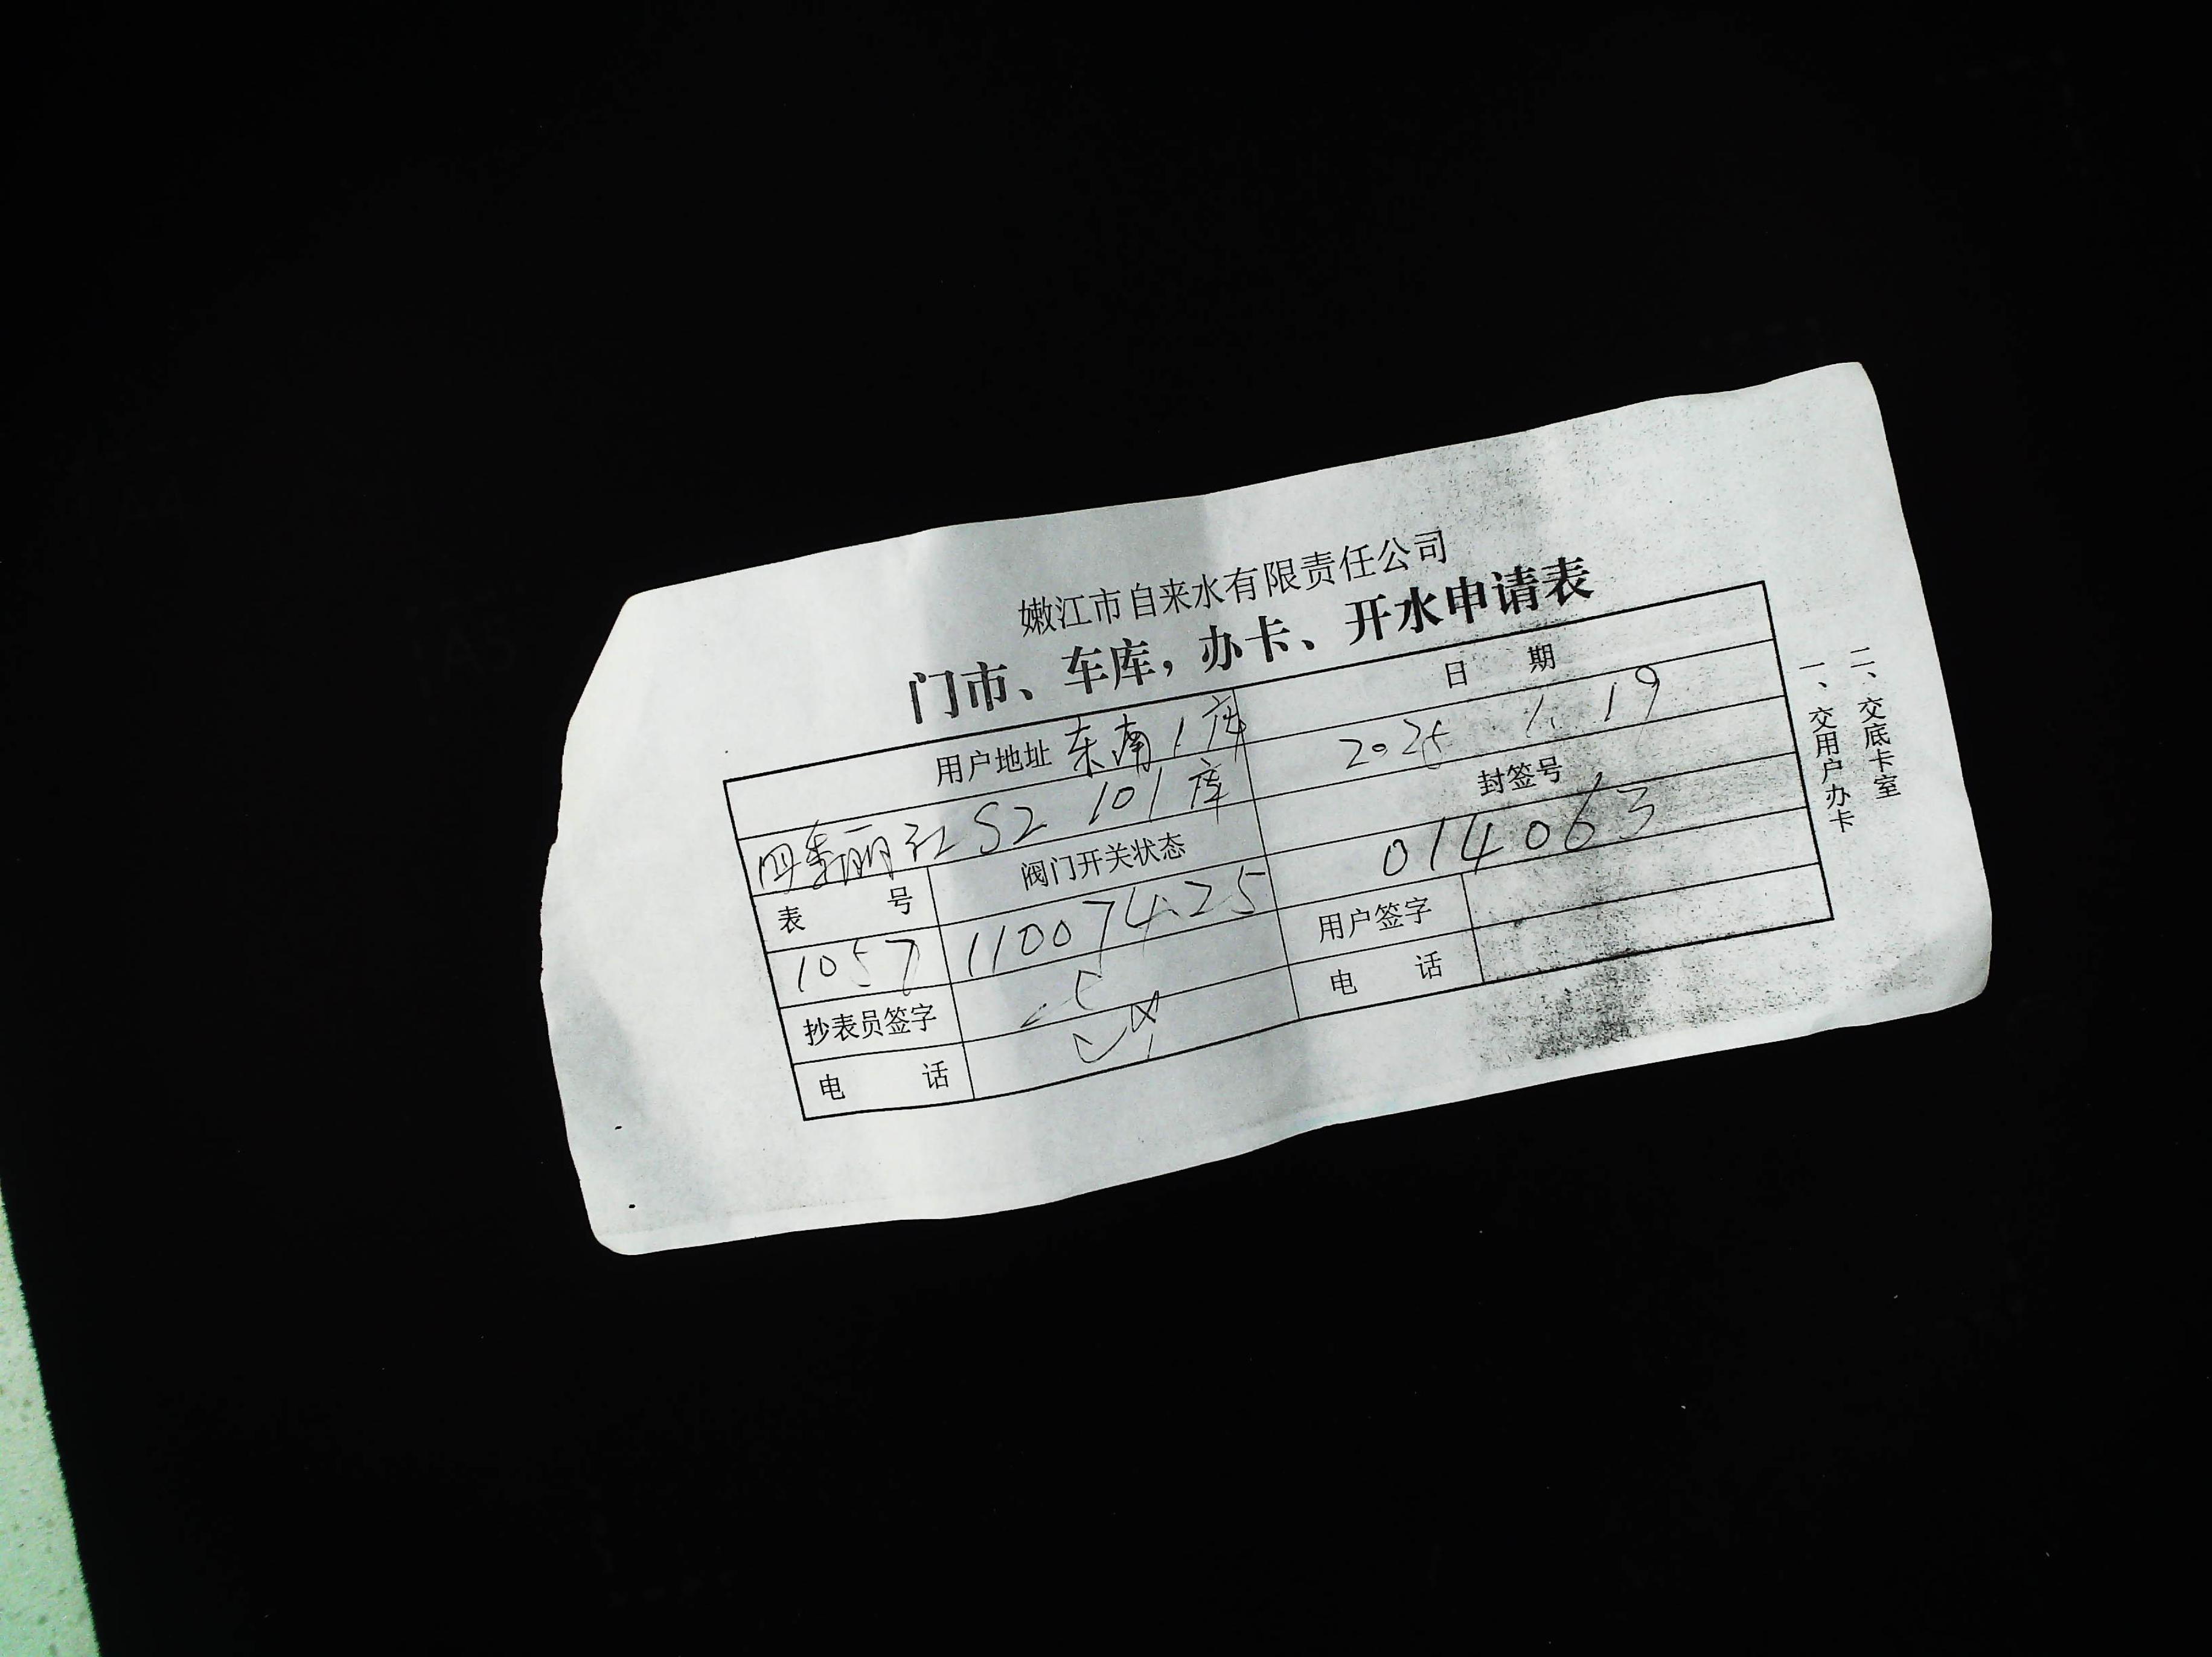 嫩江市自来水有限责任公司
门市、车库，办卡、开水申请表
用户地址 东南1库 日 期
四季丽江S2 101库 2025 1. 19
表 号 阀门开关状态 封签号
1057 11007425 014063
抄表员签字 用户签字
电 话 电 话
一、交用户办卡
二、交底卡室